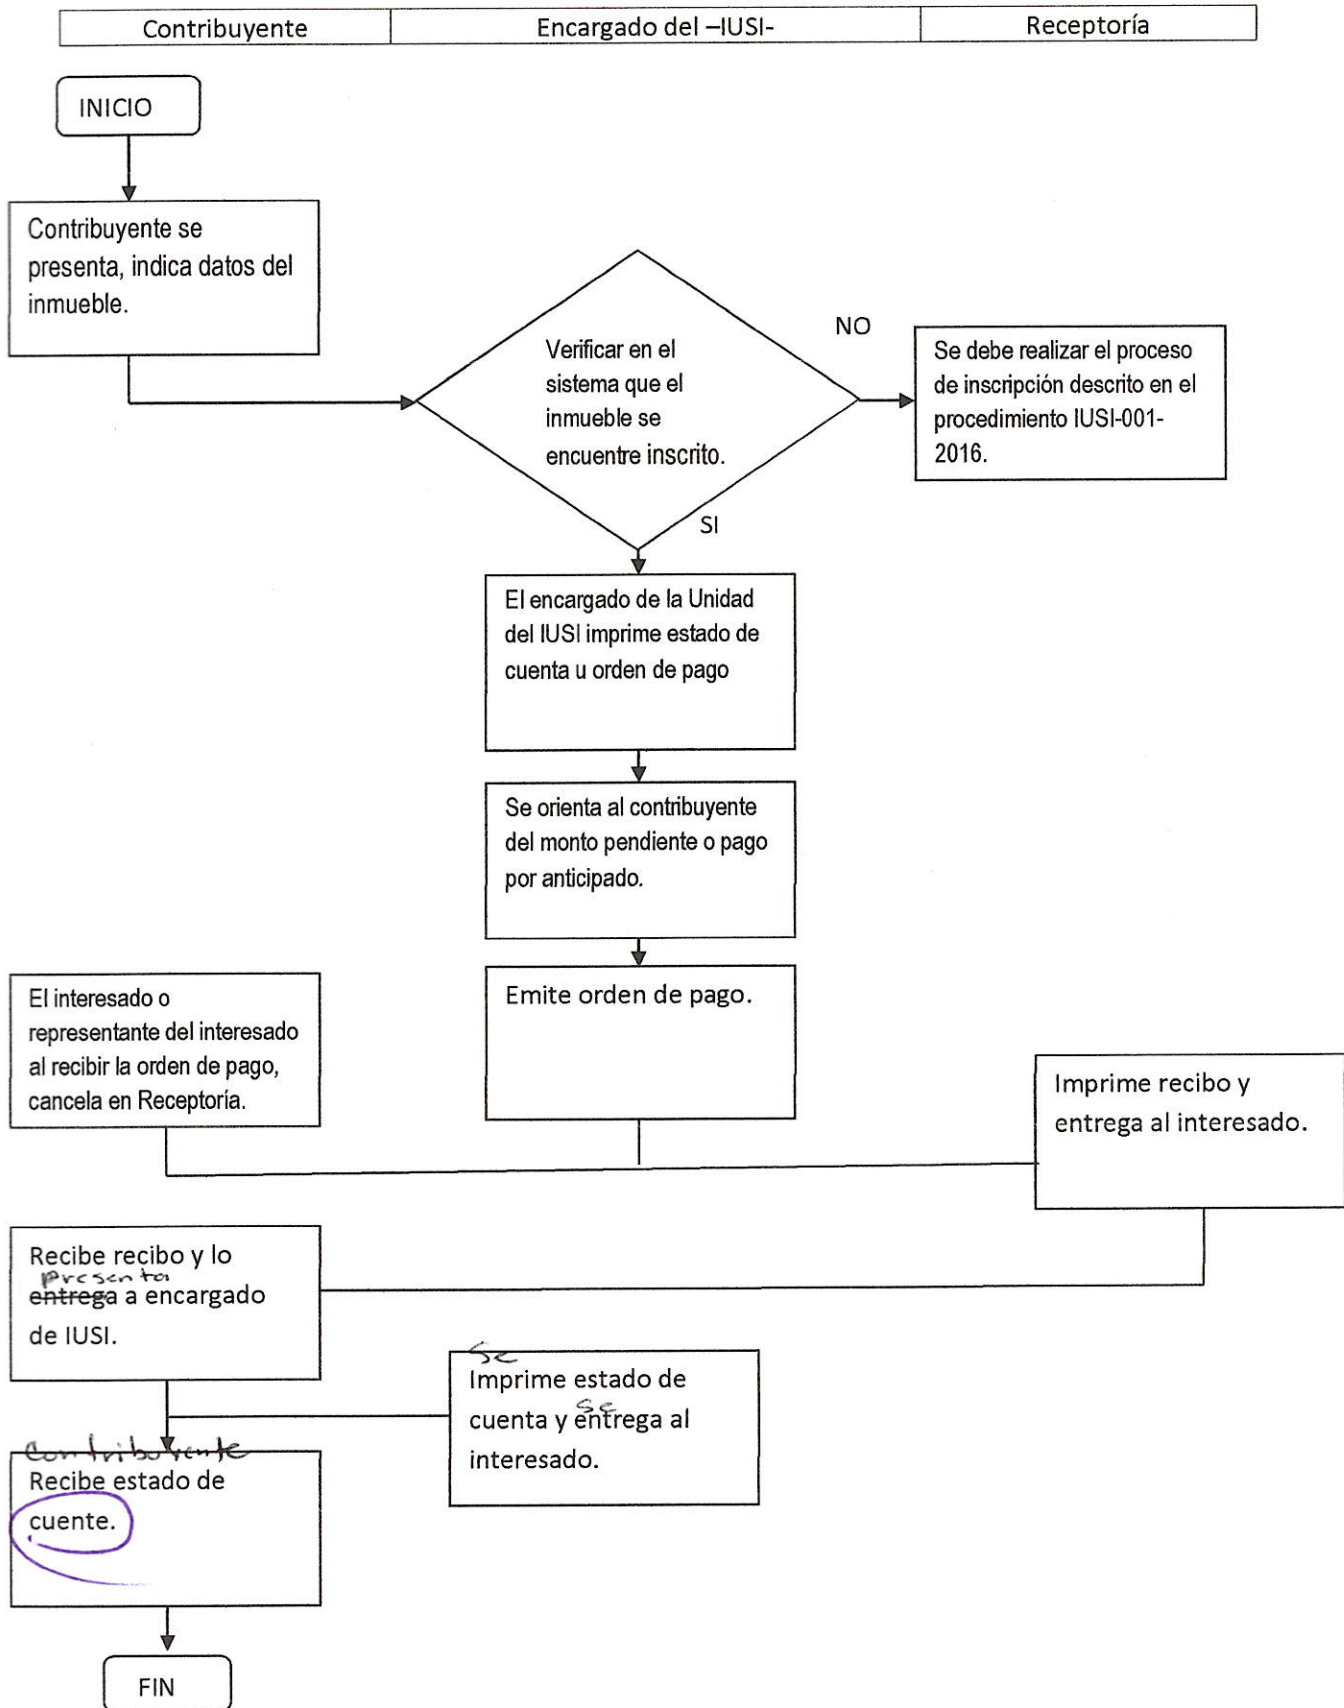 Contribuyente Encargado del –IUSI- Receptoría
INICIO
Contribuyente se
presenta, indica datos del
inmueble.
Verificar en el
sistema que el
inmueble se
encuentre inscrito.
NO
Se debe realizar el proceso
de inscripción descrito en el
procedimiento IUSI-001-
2016.
SI
El encargado de la Unidad
del IUSI imprime estado de
cuenta u orden de pago
Se orienta al contribuyente
del monto pendiente o pago
por anticipado.
Emite orden de pago.
El interesado o
representante del interesado
al recibir la orden de pago,
cancela en Receptoría.
Imprime recibo y
entrega al interesado.
Recibe recibo y lo
presenta
entrega a encargado
de IUSI.
Se
Imprime estado de
se
cuenta y entrega al
interesado.
Contribuyente
Recibe estado de
cuente.
FIN